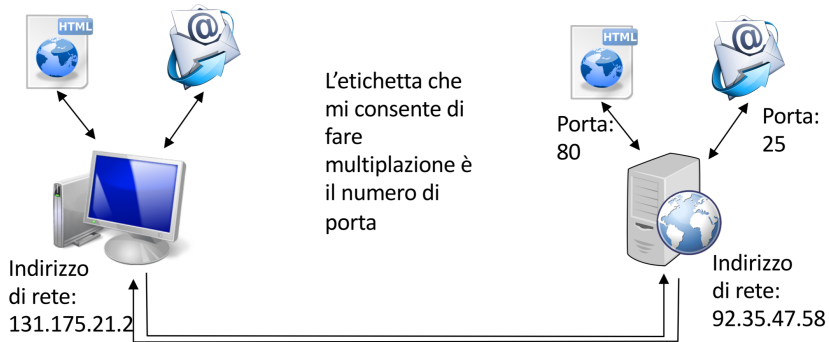 HTML
@
L'etichetta che
mi consente di
fare
multiplazione è
il numero di
porta
HTML
@
Porta:
80
Porta:
25
Indirizzo
di rete:
131.175.21.2
Indirizzo
di rete:
92.35.47.58